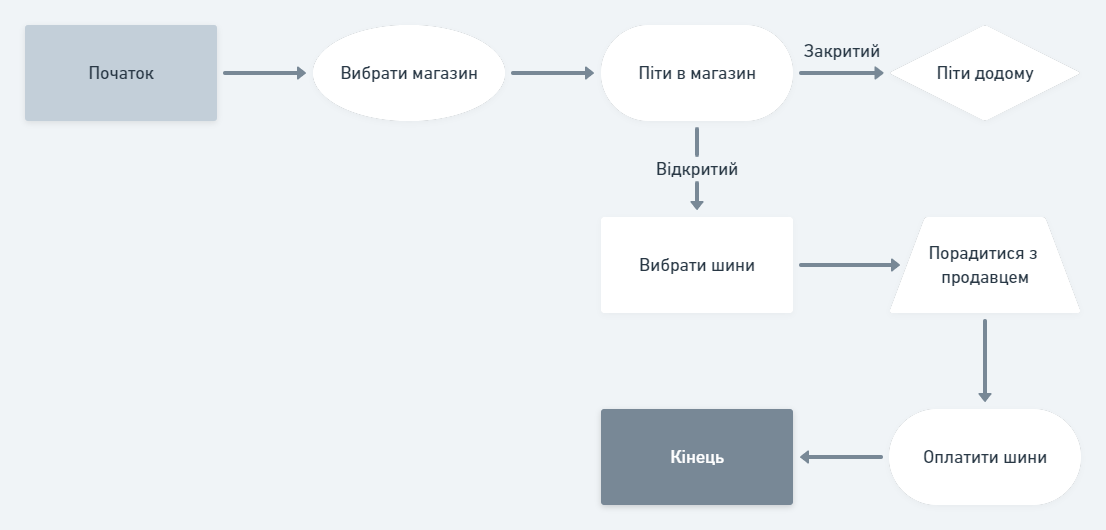 Початок
Вибрати магазин
Піти в магазин
Закритий
Піти додому
Відкритий
Вибрати шини
Порадитися з
продавцем
Кінець
Оплатити шини